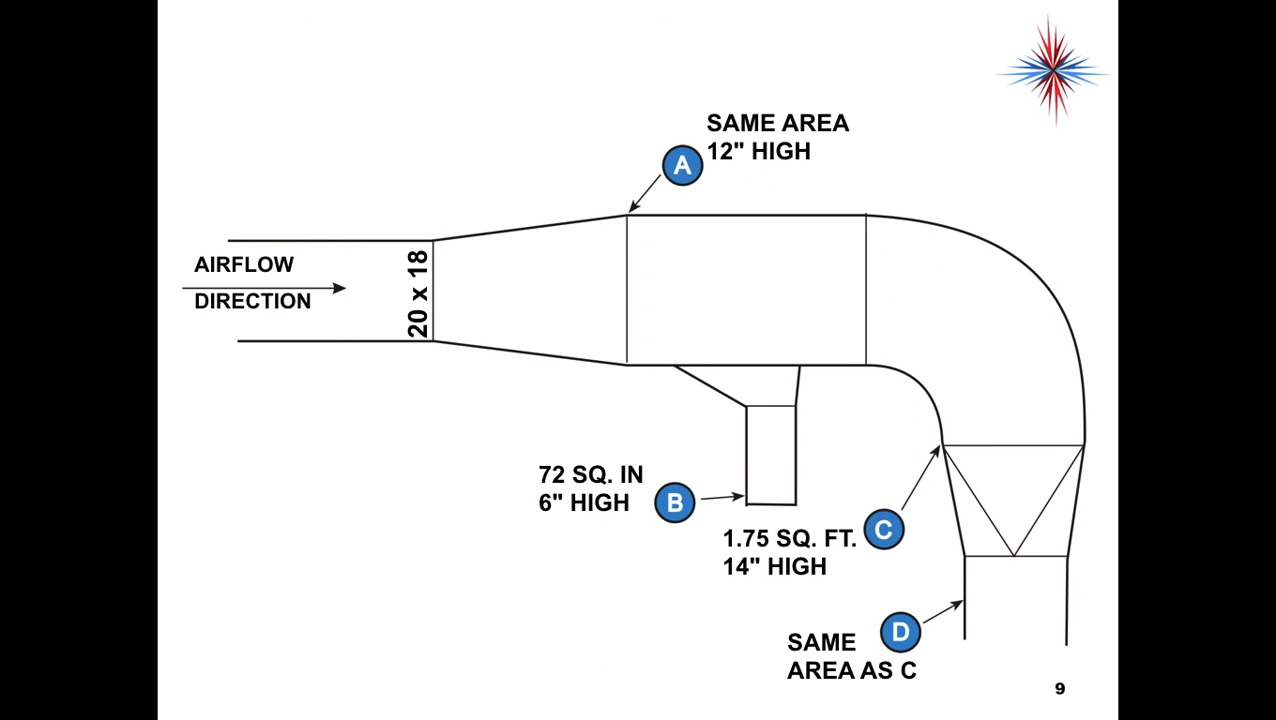 SAME AREA
12" HIGH
A
AIRFLOW
DIRECTION
20 x 18
72 SQ. IN
6" HIGH
B
1.75 SQ. FT.
14" HIGH
C
SAME
AREA AS C
D
9